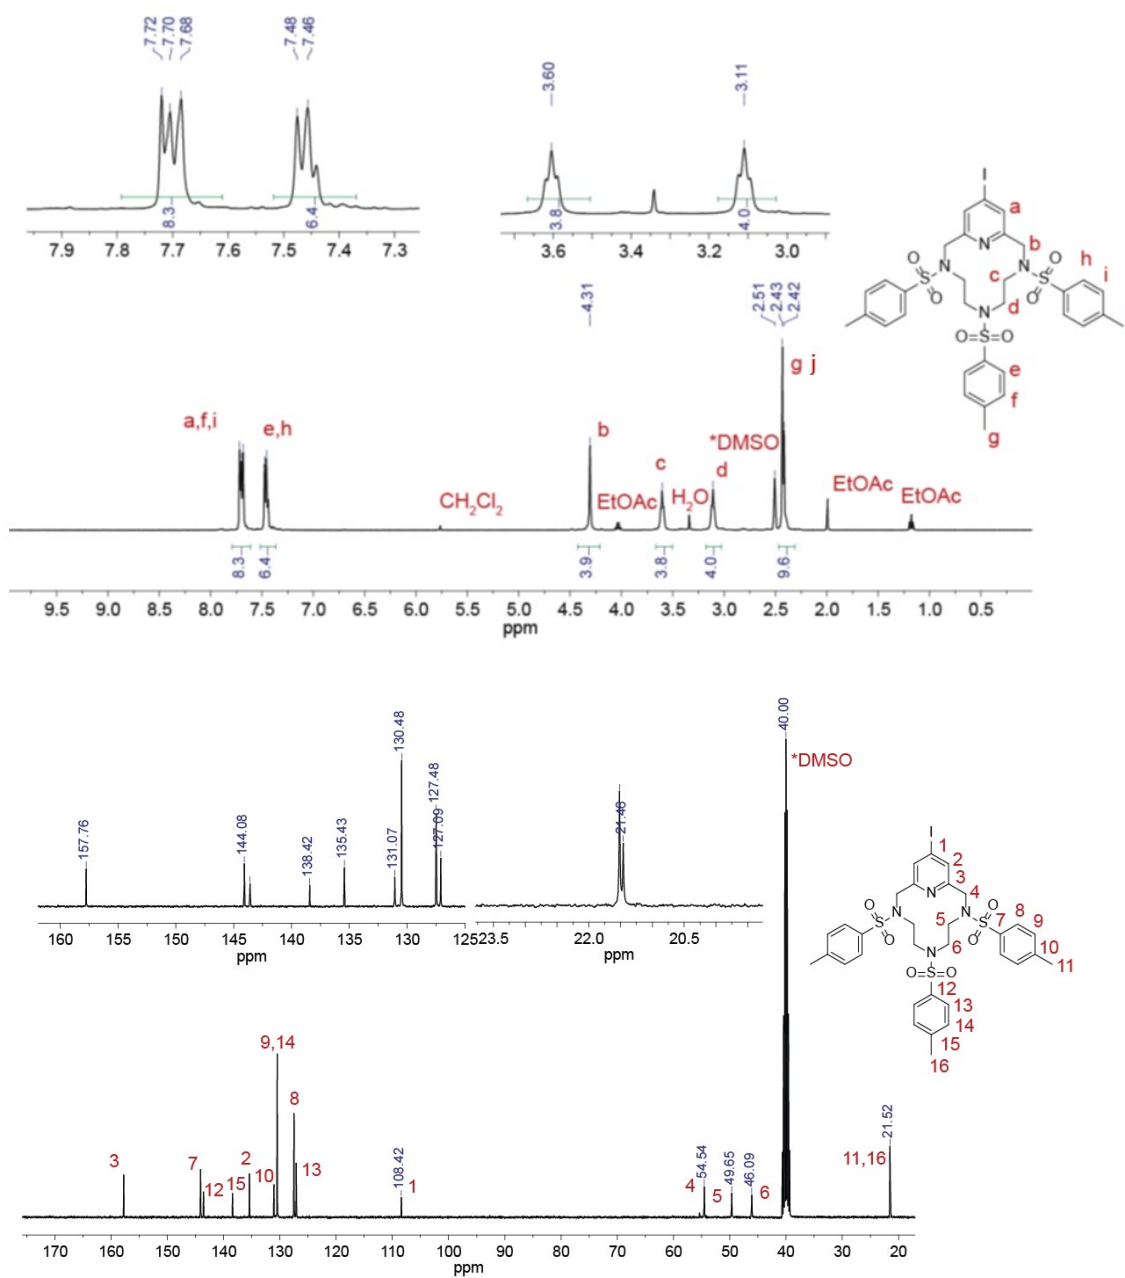 7.72
7.70
7.68
7.48
7.46
3.60
3.11
8.3
6.4
3.8
4.0
7.9 7.8 7.7 7.6 7.5 7.4 7.3
3.6 3.4 3.2 3.0
I
a
N
b
O
O
S
N
c
N
S
O
O
h
i
d
N
O=S=O
e
f
g
4.31
2.51
2.43
2.42
g j
a,f,i
e,h
b
*DMSO
c
d
CH2Cl2
EtOAc
H2O
EtOAc
EtOAc
8.3
6.4
3.9
3.8
4.0
9.6
9.5 9.0 8.5 8.0 7.5 7.0 6.5 6.0 5.5 5.0 4.5 4.0 3.5 3.0 2.5 2.0 1.5 1.0 0.5
ppm
157.76
144.08
138.42
135.43
131.07
130.48
127.48
127.09
21.46
40.00
*DMSO
160 155 150 145 140 135 130 125
ppm
23.5 22.0 20.5
ppm
I
1
2
3
N
4
O
O
S
N
5
N
S
O
O
7
8
9
10
11
6
N
O=S=O
12
13
14
15
16
3
7
12
15
2
10
9,14
8
13
108.42
1
4
54.54
5
49.65
46.09
6
11,16
21.52
170 160 150 140 130 120 110 100 90 80 70 60 50 40 30 20
ppm